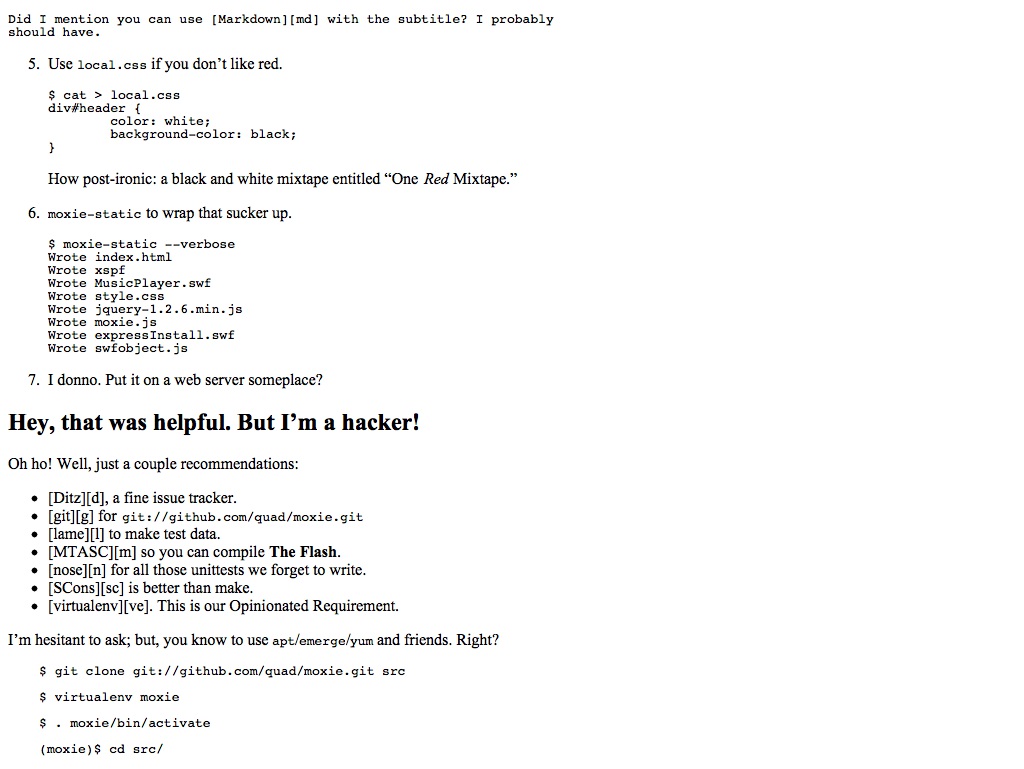 Did I mention you can use [Markdown][md] with the subtitle? I probably
should have.
5. Use local.css if you don’t like red.
$ cat > local.css
div#header {
color: white;
background-color: black;
}
How post-ironic: a black and white mixtape entitled “One Red Mixtape.”
6. moxie-static to wrap that sucker up.
$ moxie-static --verbose
Wrote index.html
Wrote xspf
Wrote MusicPlayer.swf
Wrote style.css
Wrote jquery-1.2.6.min.js
Wrote moxie.js
Wrote expressInstall.swf
Wrote swfobject.js
7. I donno. Put it on a web server someplace?
Hey, that was helpful. But I’m a hacker!
Oh ho! Well, just a couple recommendations:
• [Ditz][d], a fine issue tracker.
• [git][g] for git://github.com/quad/moxie.git
• [lame][l] to make test data.
• [MTASC][m] so you can compile The Flash.
• [nose][n] for all those unittests we forget to write.
• [SCons][sc] is better than make.
• [virtualenv][ve]. This is our Opinionated Requirement.
I’m hesitant to ask; but, you know to use apt/emerge/yum and friends. Right?
$ git clone git://github.com/quad/moxie.git src
$ virtualenv moxie
$ . moxie/bin/activate
(moxie)$ cd src/